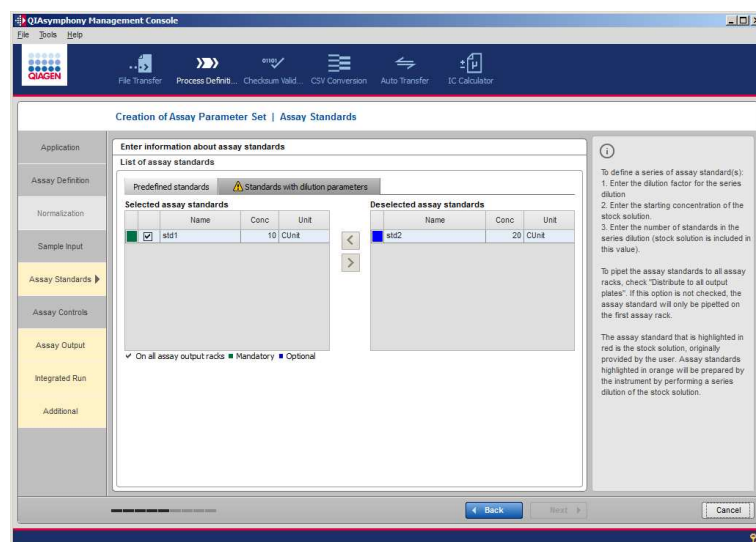 QIAsymphony Management Console
File Tools Help
QIAGEN
File Transfer Process Definiti... Checksum Valid... CSV Conversion Auto Transfer IC Calculator
Creation of Assay Parameter Set | Assay Standards
Application
Assay Definition
Normalization
Sample Input
Assay Standards
Assay Controls
Assay Output
Integrated Run
Additional
Enter information about assay standards
List of assay standards
Predefined standards Standards with dilution parameters
Selected assay standards
Name Conc Unit
std1 10 CUnit
Deselected assay standards
Name Conc Unit
std2 20 CUnit
On all assay output racks Mandatory Optional
To define a series of assay standard(s):
1. Enter the dilution factor for the series
dilution
2. Enter the starting concentration of the
stock solution.
3. Enter the number of standards in the
series dilution (stock solution is included in
this value).
To pipet the assay standards to all assay
racks, check "Distribute to all output
plates". If this option is not checked, the
assay standard will only be pipetted on
the first assay rack.
The assay standard that is highlighted in
red is the stock solution, originally
provided by the user. Assay standards
highlighted in orange will be prepared by
the instrument by performing a series
dilution of the stock solution.
Back Next Cancel